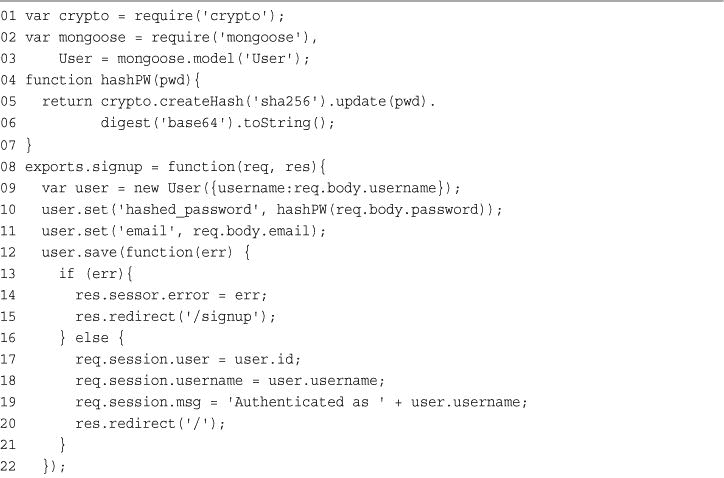 01 var crypto = require('crypto');
02 var mongoose = require('mongoose'),
03     User = mongoose.model('User');
04 function hashPW(pwd){
05   return crypto.createHash('sha256').update(pwd).
06          digest('base64').toString();
07 }
08 exports.signup = function(req, res){
09   var user = new User({username:req.body.username});
10   user.set('hashed_password', hashPW(req.body.password));
11   user.set('email', req.body.email);
12   user.save(function(err) {
13     if (err){
14       res.sessor.error = err;
15       res.redirect('/signup');
16     } else {
17       req.session.user = user.id;
18       req.session.username = user.username;
19       req.session.msg = 'Authenticated as ' + user.username;
20       res.redirect('/');
21     }
22   });